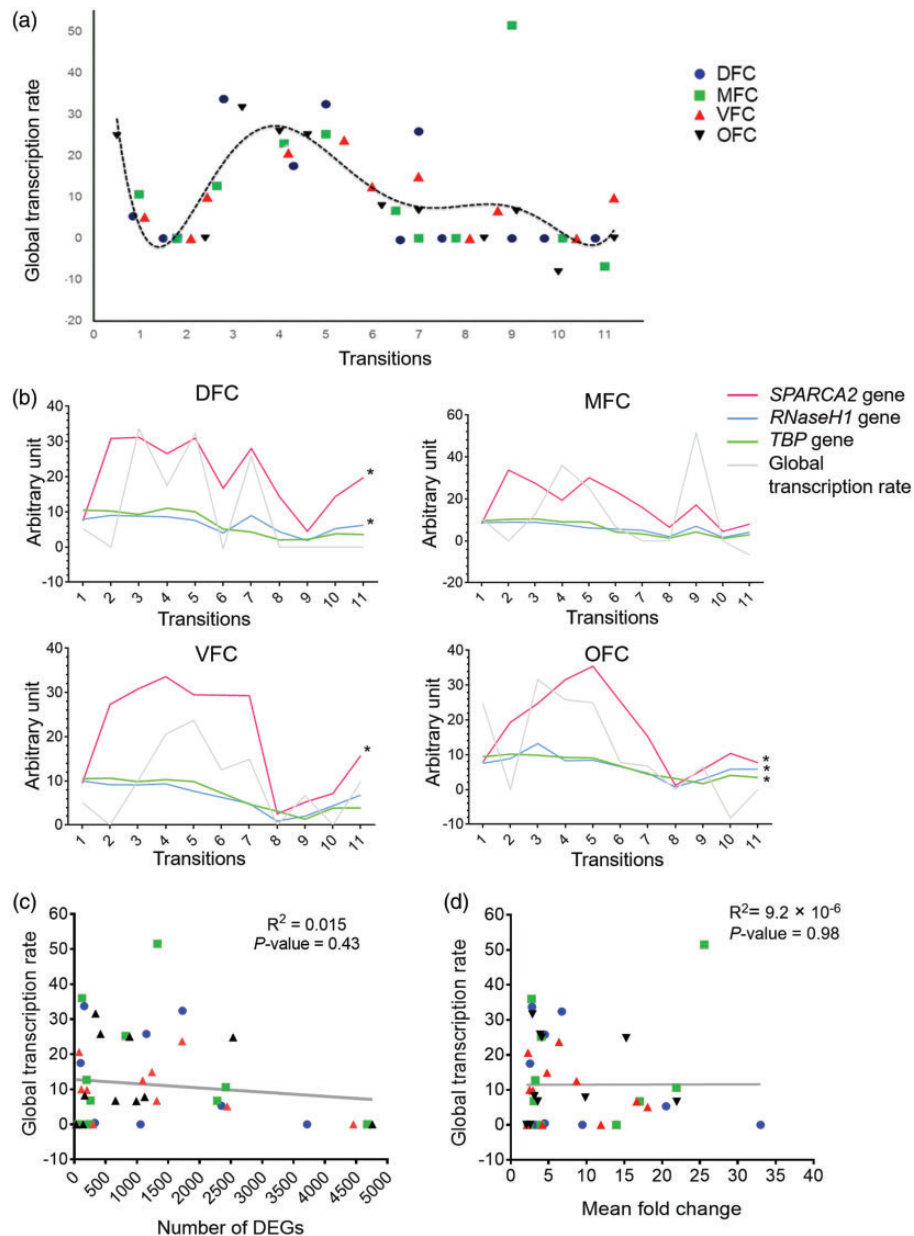 (a)
50
40
30
20
10
0
-10
-20
0 1 2 3 4 5 6 7 8 9 10 11
Global transcription rate
Transitions
DFC
MFC
VFC
OFC
(b)
DFC
40
30
20
10
0
-10
Arbitrary unit
1 2 3 4 5 6 7 8 9 10 11
Transitions
*
*
MFC
60
40
20
0
-20
Arbitrary unit
1 2 3 4 5 6 7 8 9 10 11
Transitions
SPARCA2 gene
RNaseH1 gene
TBP gene
Global
transcription rate
VFC
40
30
20
10
0
Arbitrary unit
1 2 3 4 5 6 7 8 9 10 11
Transitions
*
OFC
40
30
20
10
0
-10
Arbitrary unit
1 2 3 4 5 6 7 8 9 10 11
Transitions
*
*
*
(c)
R² = 0.015
P-value = 0.43
60
50
40
30
20
10
0
-10
Global transcription rate
0 500 1000 1500 2000 2500 3000 3500 4000 4500 5000
Number of DEGs
(d)
R²= 9.2 × 10⁻⁶
P-value = 0.98
60
50
40
30
20
10
0
-10
Global transcription rate
0 5 10 15 20 25 30 35 40
Mean fold change